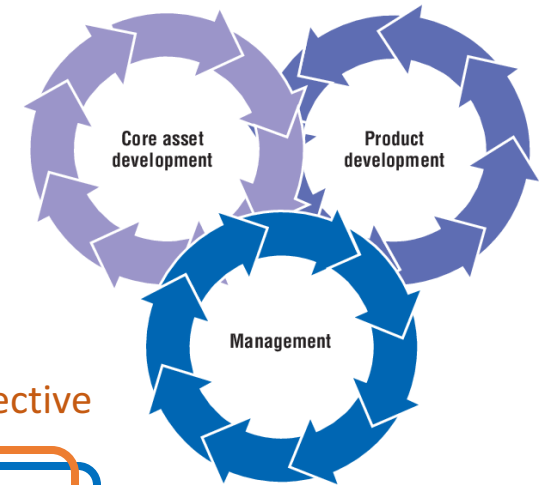 Core asset
development
Product
development
Management
ective